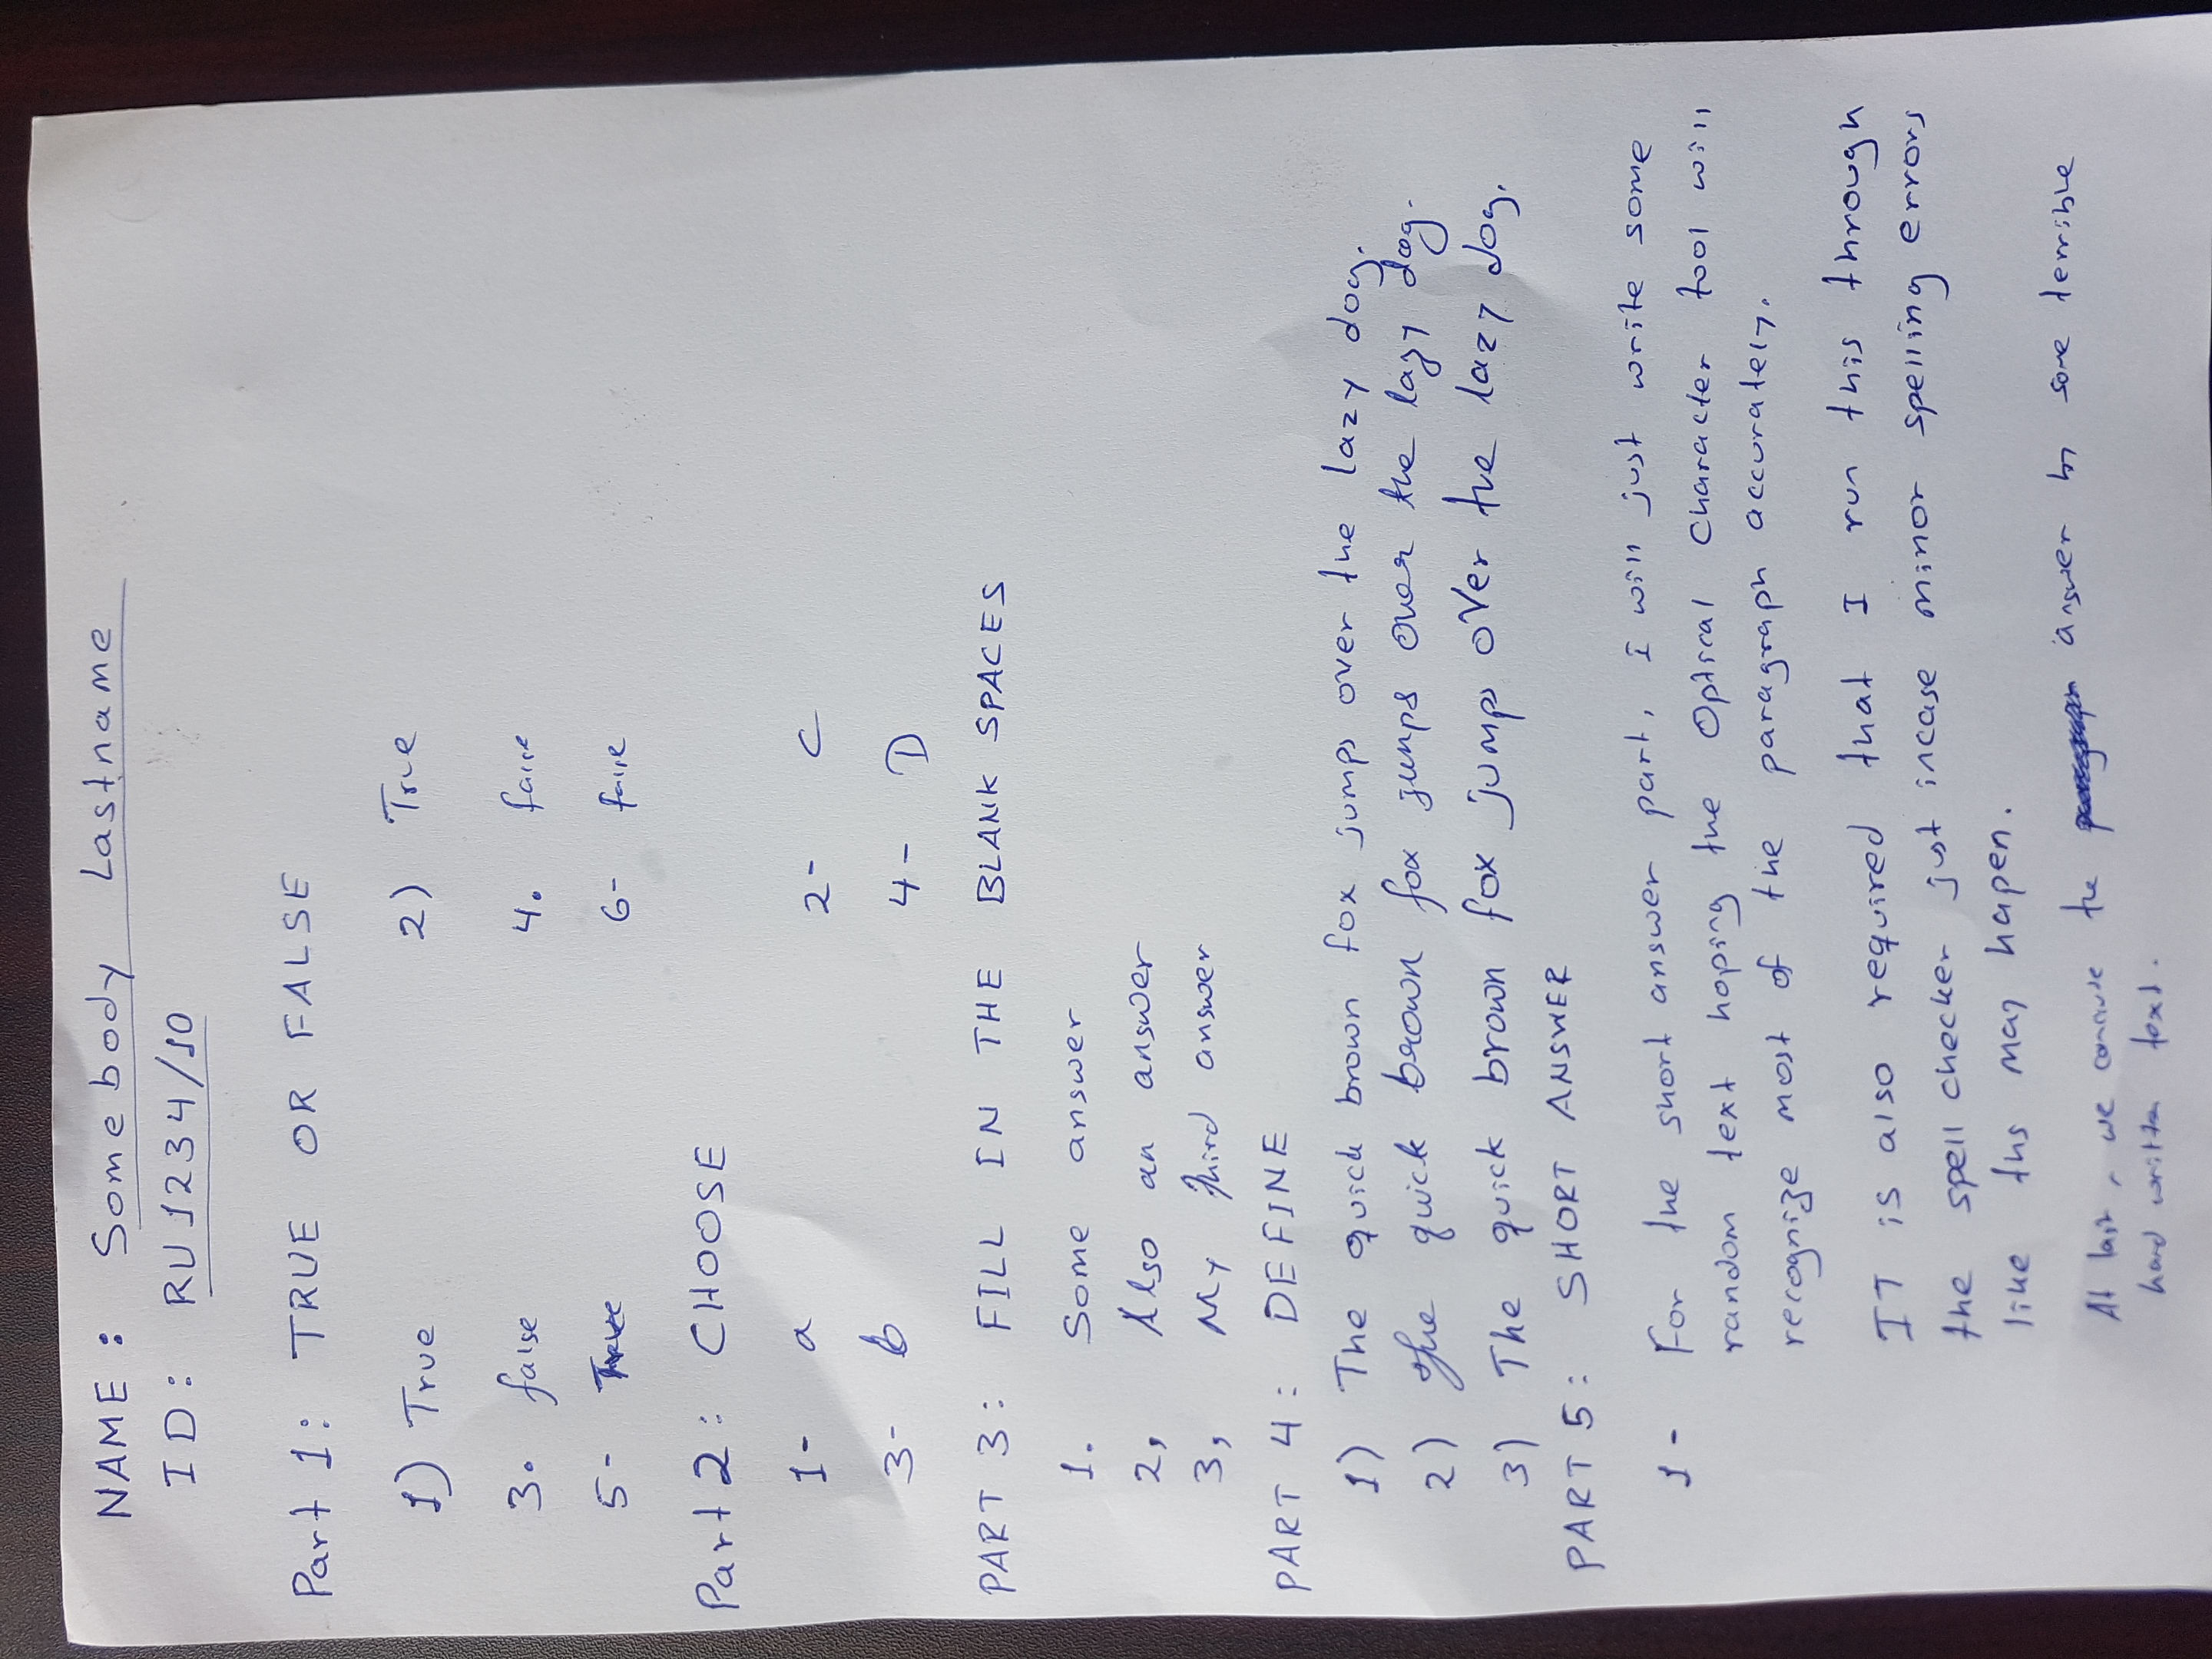 NAME : Somebody Lastname
ID: RU1234/10
Part 1: TRUE OR FALSE
1) True 2) True
3. false 4. false
5- True 6- false
Part 2: CHOOSE
1- a 2- C
3- b 4- D
PART 3: FILL IN THE BLANK SPACES
1. Some answer
2, Also an answer
3, My third answer
PART 4: DEFINE
1) The quick brown fox jumps over the lazy dog.
2) The quick brown fox jumps over the lazy dog.
3) The quick brown fox jumps over the lazy dog.
PART 5: SHORT ANSWER
1- For the short answer part, I will just write some
random text hoping the Optical Character tool will
recognize most of the paragraph accurately.
IT is also required that I run this through
the spell checker just incase minor spelling errors
like ths may hapen.
At last, we conclude the answer by some terrible
hand written text.